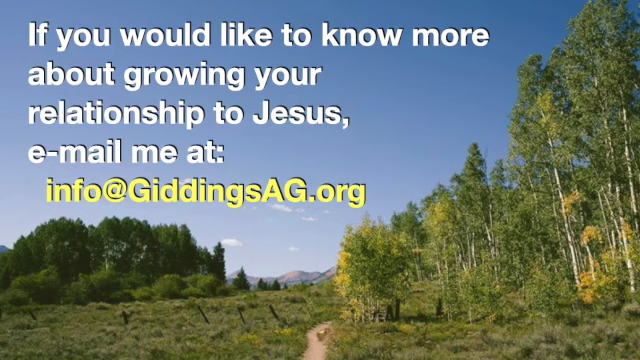 If you would like to know more
about growing your
relationship to Jesus,
e-mail me at:
info@GiddingsAG.org